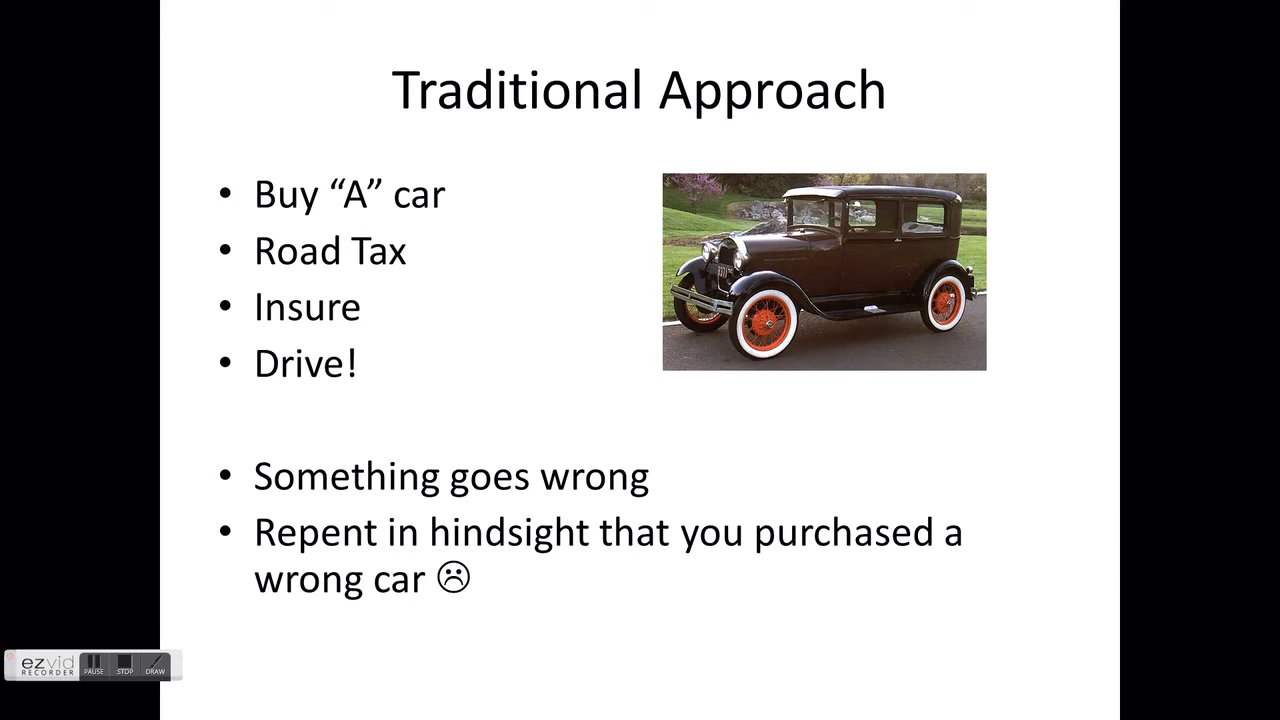 Traditional Approach
• Buy “A” car
• Road Tax
• Insure
• Drive!
• Something goes wrong
• Repent in hindsight that you purchased a
wrong car ☹
ezvid
RECORDER
PAUSE STOP DRAW